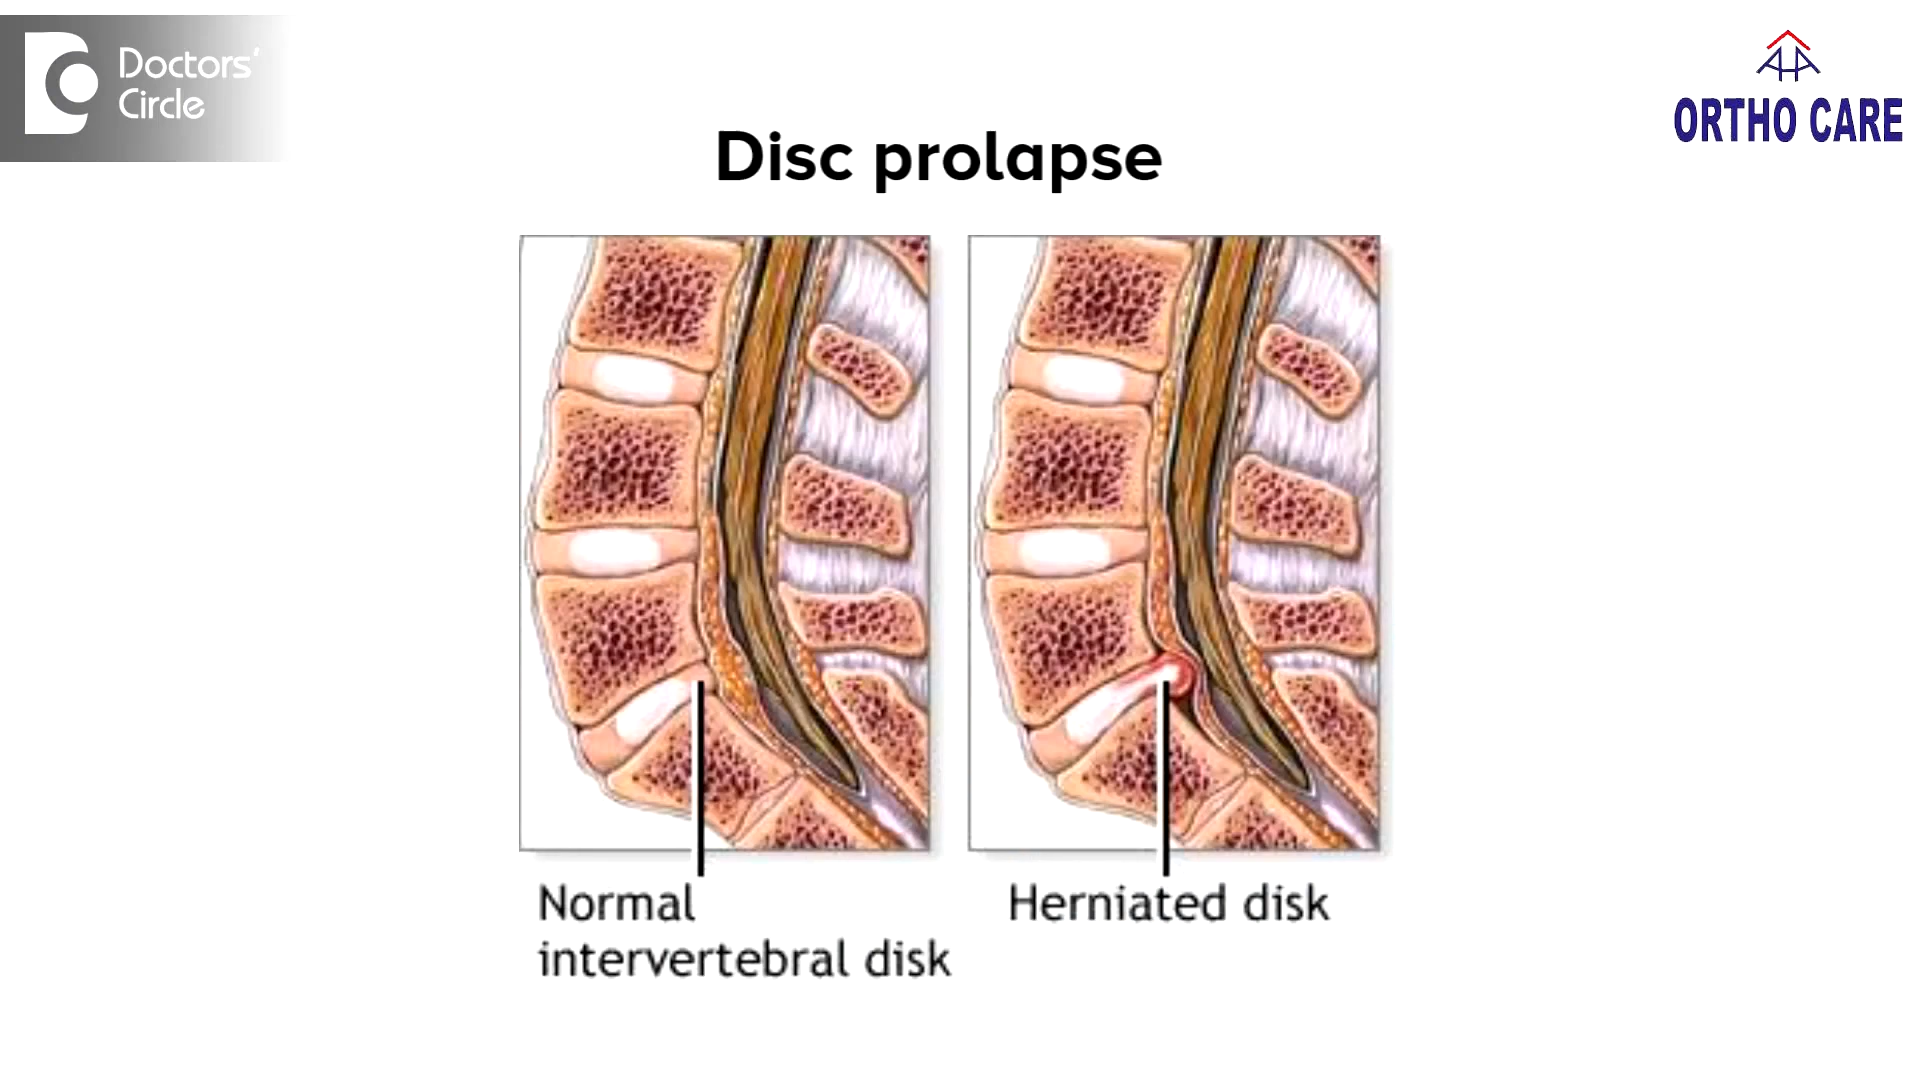 Doctors'
Circle
ORTHO CARE
Disc prolapse
Normal
intervertebral disk
Herniated disk